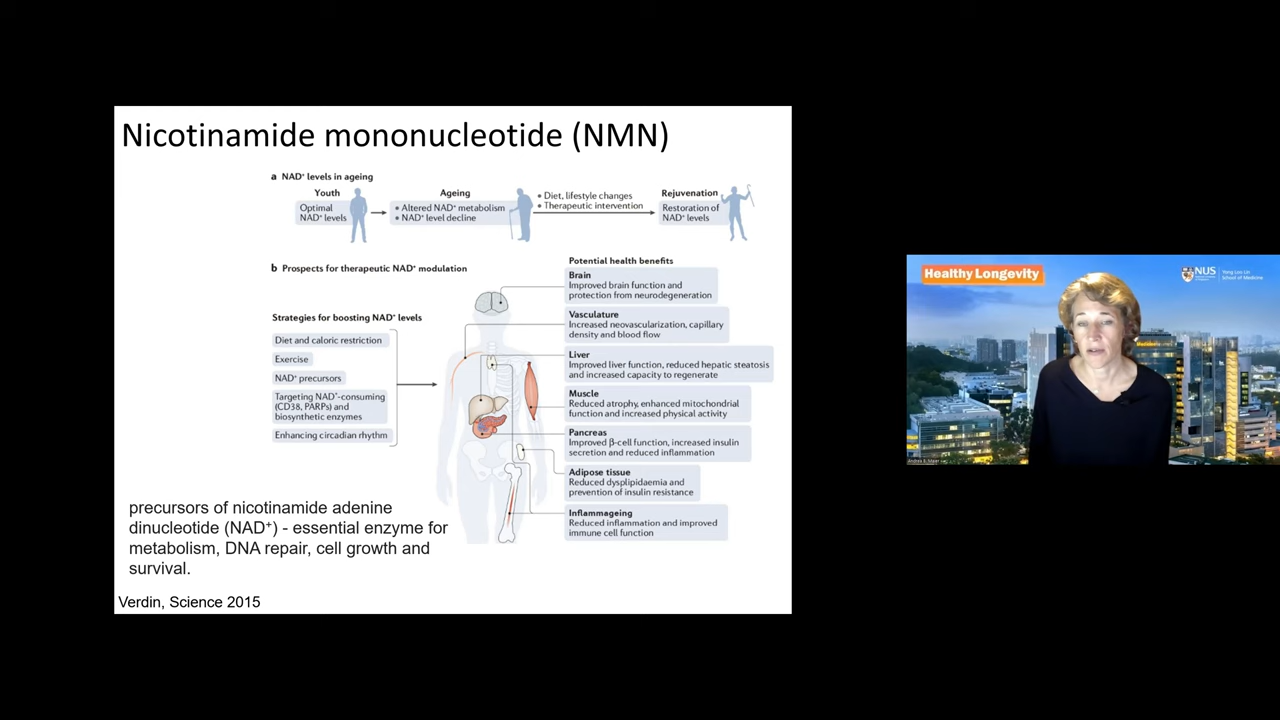 Nicotinamide mononucleotide (NMN)
a NAD⁺ levels in ageing
Youth
Optimal
NAD⁺ levels
Ageing
• Altered NAD⁺ metabolism
• NAD⁺ level decline
• Diet, lifestyle changes
• Therapeutic intervention
Rejuvenation
Restoration of
NAD⁺ levels
b Prospects for therapeutic NAD⁺ modulation
Strategies for boosting NAD⁺ levels
Diet and caloric restriction
Exercise
NAD⁺ precursors
Targeting NAD⁺-consuming
(CD38, PARPs) and
biosynthetic enzymes
Enhancing circadian rhythm
Potential health benefits
Brain
Improved brain function and
protection from neurodegeneration
Vasculature
Increased neovascularization, capillary
density and blood flow
Liver
Improved liver function, reduced hepatic steatosis
and increased capacity to regenerate
Muscle
Reduced atrophy, enhanced mitochondrial
function and increased physical activity
Pancreas
Improved β-cell function, increased insulin
secretion and reduced inflammation
Adipose tissue
Reduced dyslipidaemia and
prevention of insulin resistance
Inflammageing
Reduced inflammation and improved
immune cell function
precursors of nicotinamide adenine
dinucleotide (NAD⁺) - essential enzyme for
metabolism, DNA repair, cell growth and
survival.
Verdin, Science 2015
Healthy Longevity
NUS
Yong Loo Lin
School of Medicine